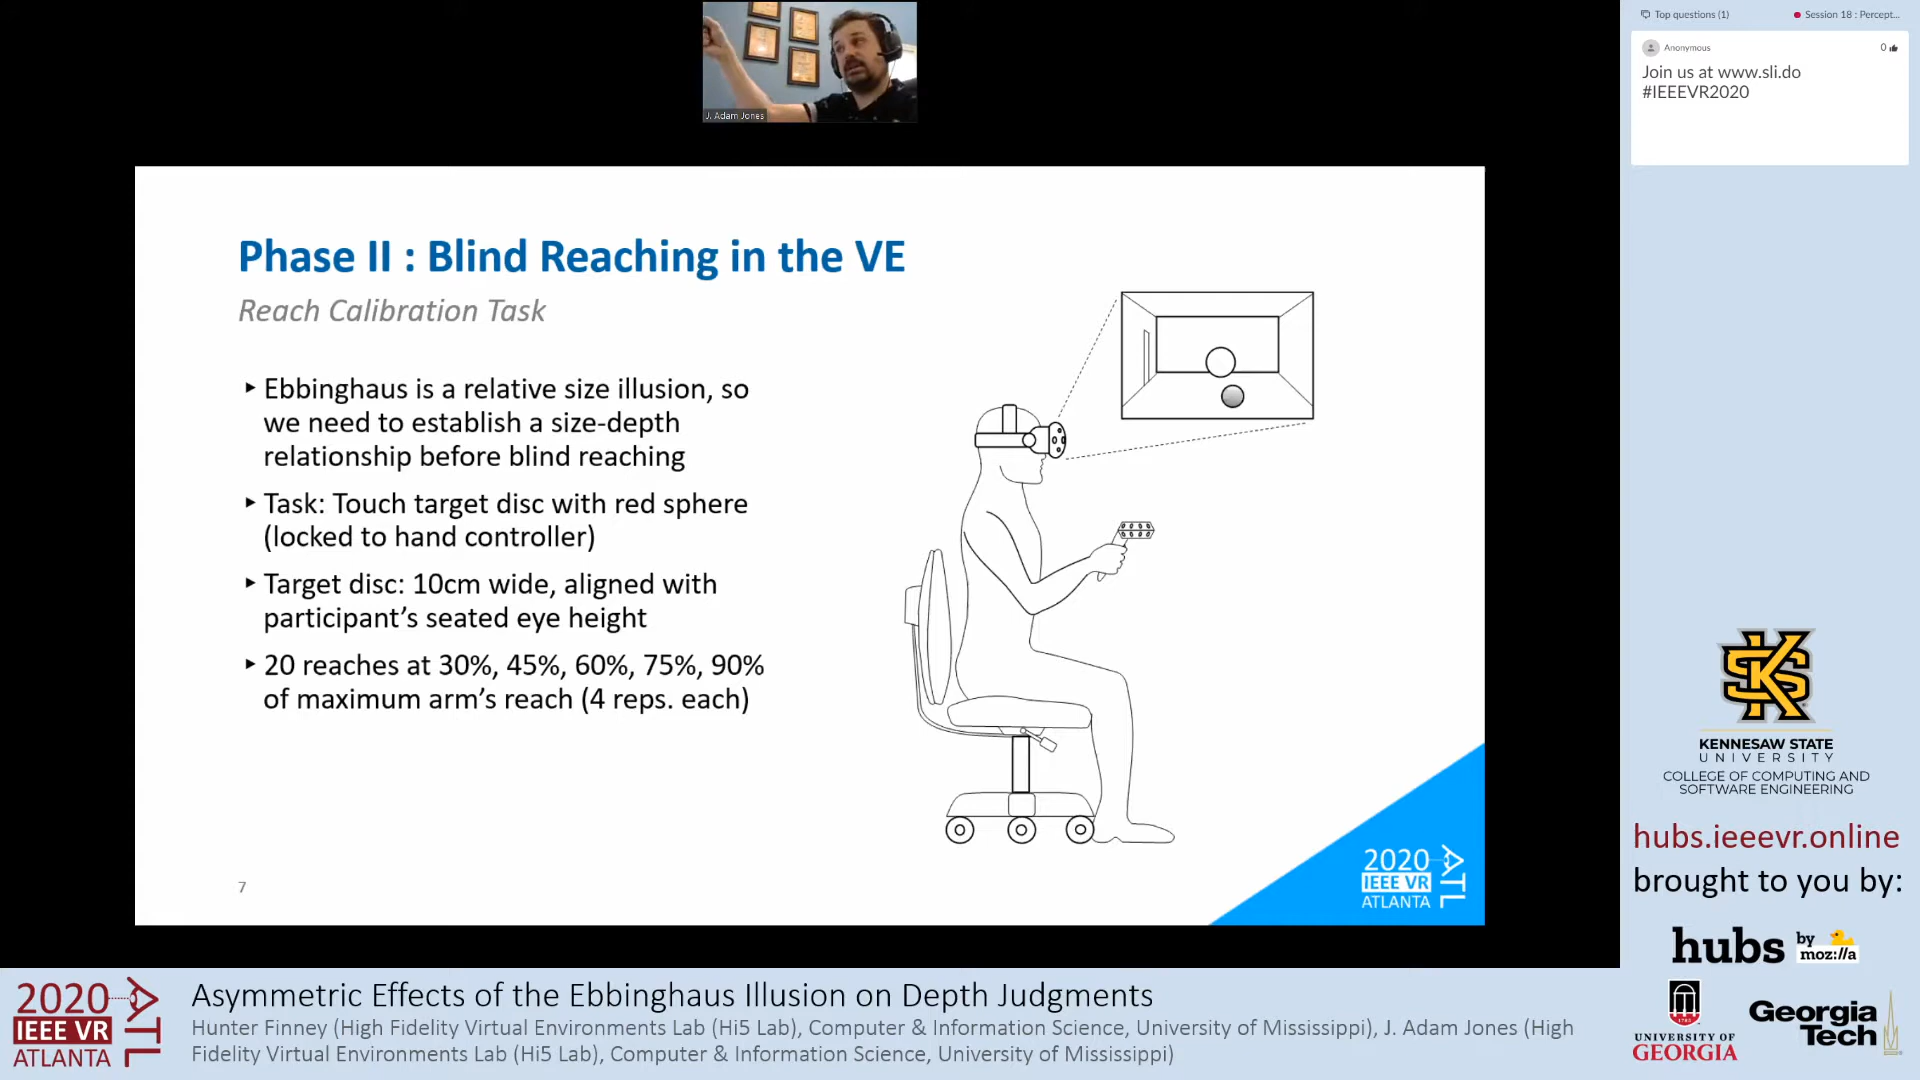 J. Adam Jones
Phase II : Blind Reaching in the VE
Reach Calibration Task
‣ Ebbinghaus is a relative size illusion, so
we need to establish a size-depth
relationship before blind reaching
‣ Task: Touch target disc with red sphere
(locked to hand controller)
‣ Target disc: 10cm wide, aligned with
participant's seated eye height
‣ 20 reaches at 30%, 45%, 60%, 75%, 90%
of maximum arm's reach (4 reps. each)
7
2020
IEEE VR
ATLANTA
ATL
Top questions (1)
Session 18 : Percept...
Anonymous
0
Join us at www.sli.do
#IEEEVR2020
KENNESAW STATE
UNIVERSITY
COLLEGE OF COMPUTING AND
SOFTWARE ENGINEERING
hubs.ieeevr.online
brought to you by:
hubs by
moz://a
UNIVERSITY OF
GEORGIA
Georgia
Tech
2020
IEEE VR
ATLANTA
ATL
Asymmetric Effects of the Ebbinghaus Illusion on Depth Judgments
Hunter Finney (High Fidelity Virtual Environments Lab (Hi5 Lab), Computer & Information Science, University of Mississippi), J. Adam Jones (High
Fidelity Virtual Environments Lab (Hi5 Lab), Computer & Information Science, University of Mississippi)